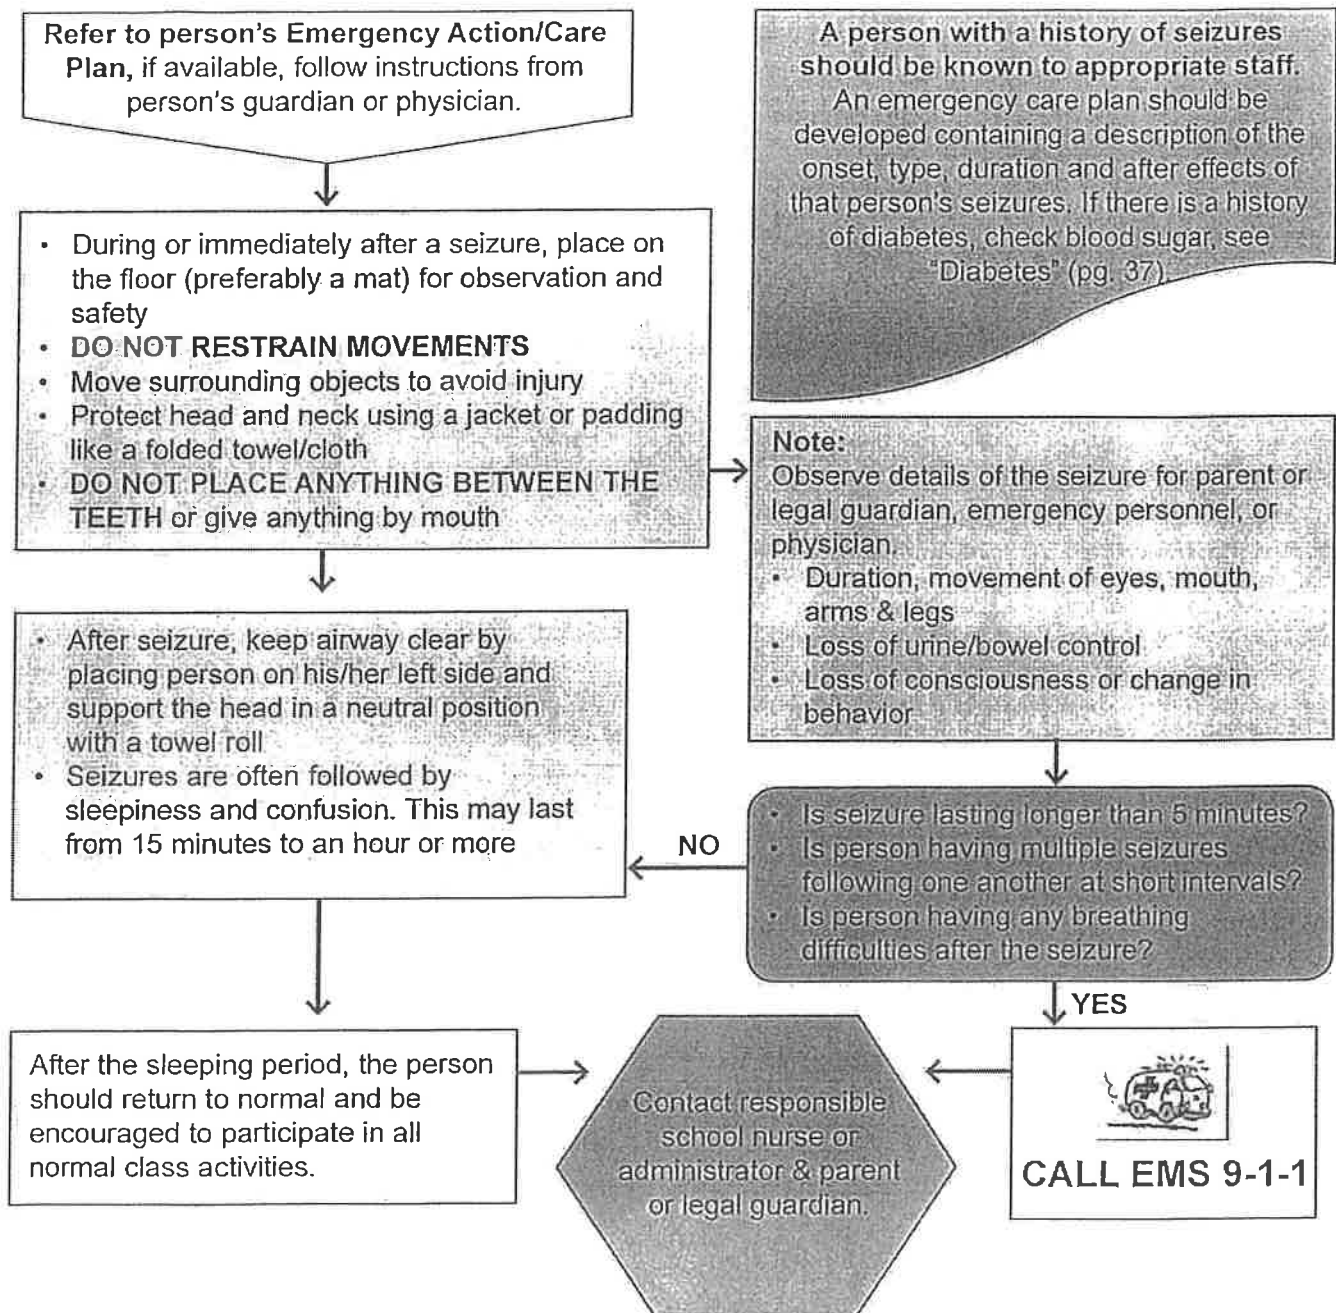 Refer to person's Emergency Action/Care
Plan, if available, follow instructions from
person's guardian or physician.
A person with a history of seizures
should be known to appropriate staff.
An emergency care plan should be
developed containing a description of the
onset, type, duration and after effects of
that person's seizures. If there is a history
of diabetes, check blood sugar, see
"Diabetes" (pg. 37).
• During or immediately after a seizure, place on
the floor (preferably a mat) for observation and
safety
• DO NOT RESTRAIN MOVEMENTS
• Move surrounding objects to avoid injury
• Protect head and neck using a jacket or padding
like a folded towel/cloth
• DO NOT PLACE ANYTHING BETWEEN THE
TEETH or give anything by mouth
Note:
Observe details of the seizure for parent or
legal guardian, emergency personnel, or
physician.
• Duration, movement of eyes, mouth,
arms & legs
• Loss of urine/bowel control
• Loss of consciousness or change in
behavior
• After seizure, keep airway clear by
placing person on his/her left side and
support the head in a neutral position
with a towel roll
• Seizures are often followed by
sleepiness and confusion. This may last
from 15 minutes to an hour or more
NO
• Is seizure lasting longer than 5 minutes?
• Is person having multiple seizures
following one another at short intervals?
• Is person having any breathing
difficulties after the seizure?
YES
After the sleeping period, the person
should return to normal and be
encouraged to participate in all
normal class activities.
Contact responsible
school nurse or
administrator & parent
or legal guardian.
CALL EMS 9-1-1